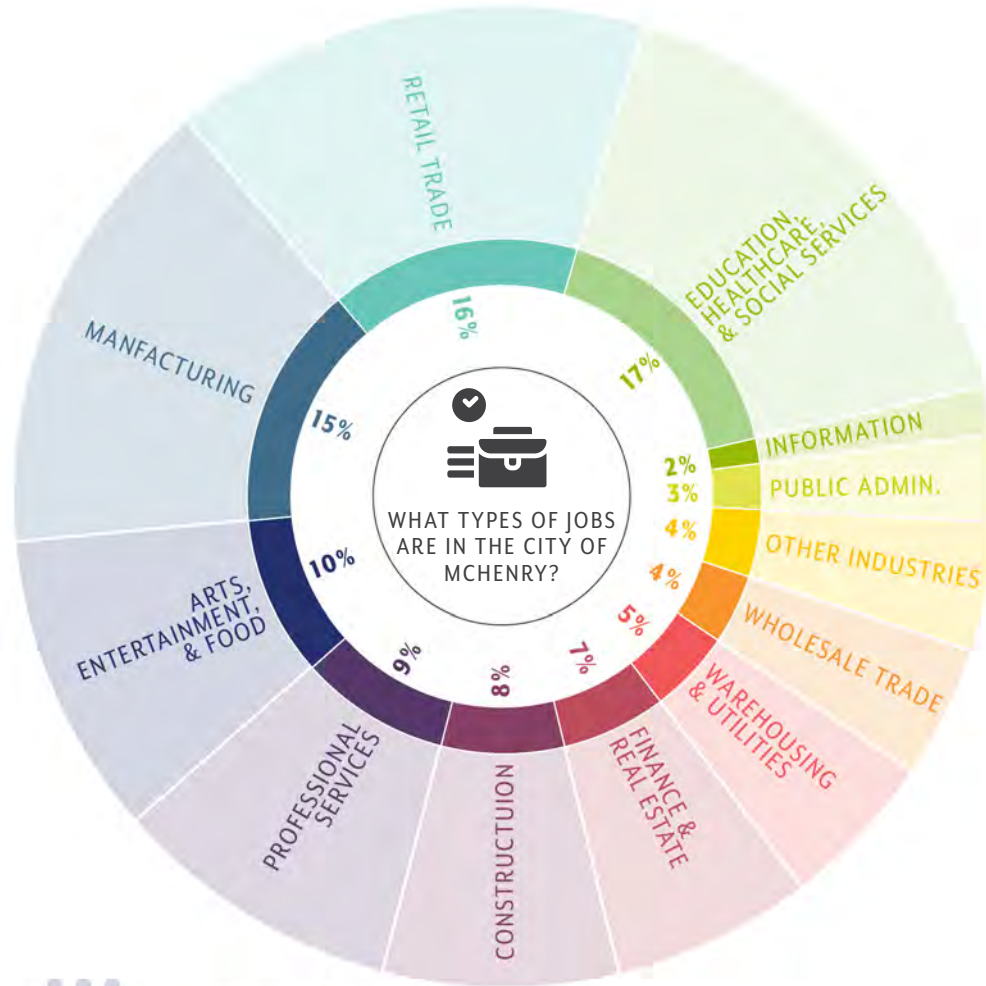 WHAT TYPES OF JOBS
ARE IN THE CITY OF
MCHENRY?
RETAIL TRADE
16%
EDUCATION,
HEALTHCARE,
& SOCIAL SERVICES
17%
INFORMATION
2%
PUBLIC ADMIN.
3%
OTHER INDUSTRIES
4%
WHOLESALE TRADE
4%
WAREHOUSING
& UTILITIES
5%
FINANCE &
REAL ESTATE
7%
CONSTRUCTUION
8%
PROFESSIONAL
SERVICES
9%
ARTS,
ENTERTAINMENT,
& FOOD
10%
MANFACTURING
15%